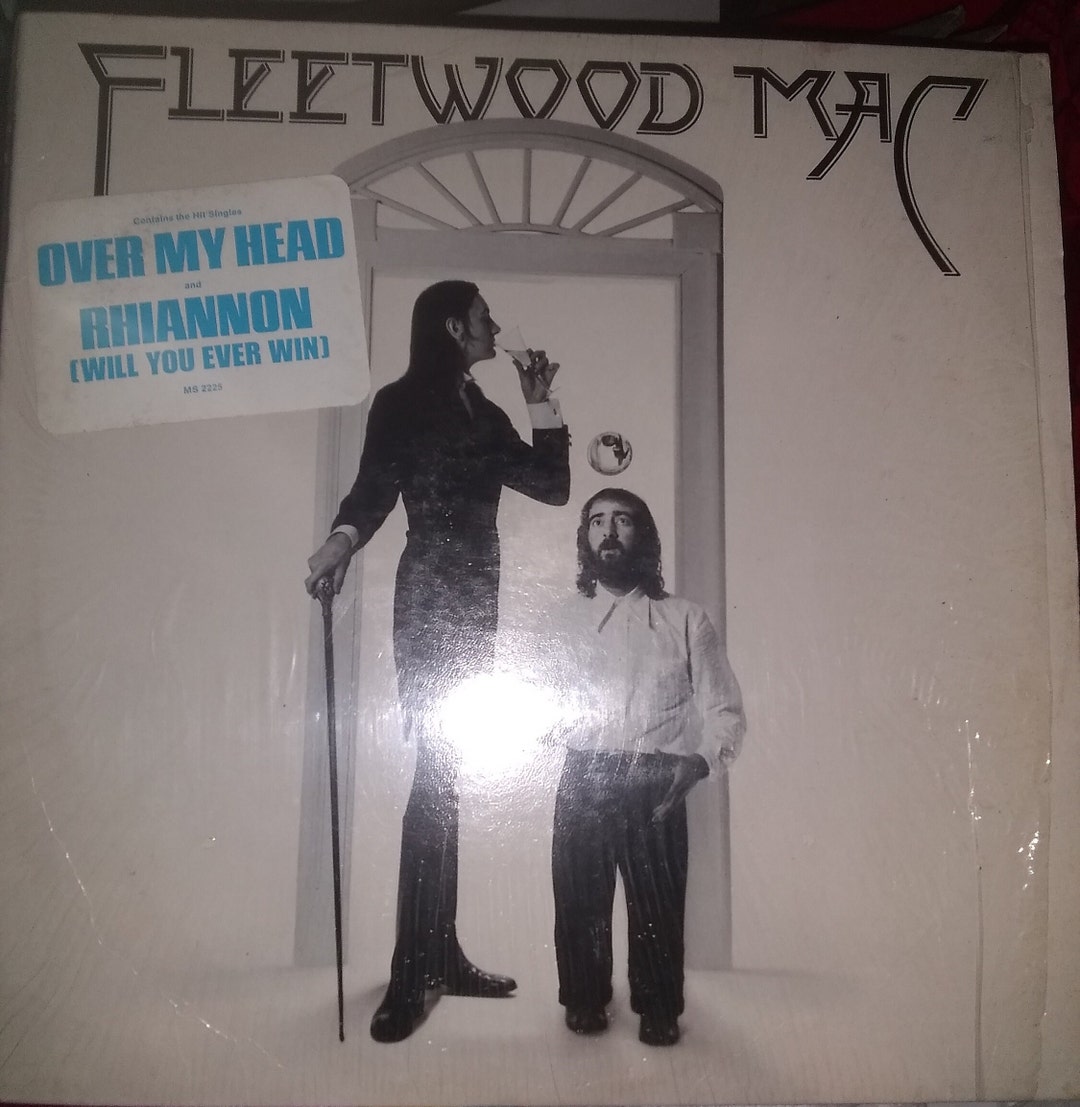 FLEETWOOD MAC
Contains the Hit Singles
OVER MY HEAD
and
RHIANNON
(WILL YOU EVER WIN)
MS 2225